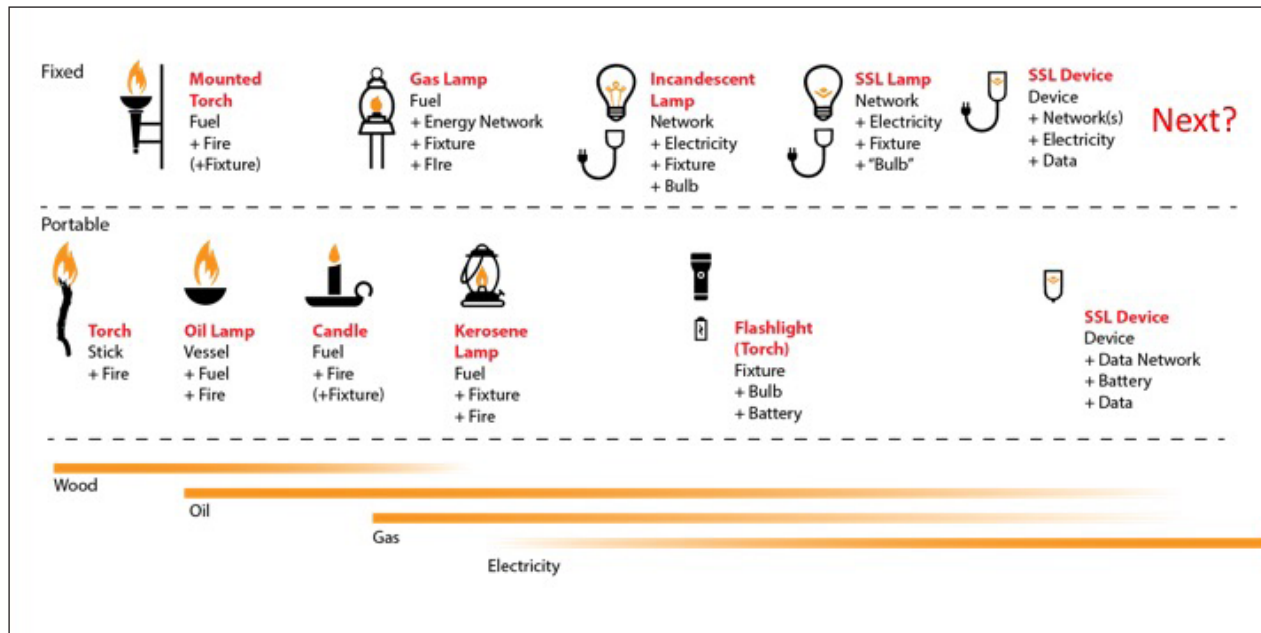 Fixed
Mounted
Torch
Fuel
+ Fire
(+Fixture)
Gas Lamp
Fuel
+ Energy Network
+ Fixture
+ FIre
Incandescent
Lamp
Network
+ Electricity
+ Fixture
+ Bulb
SSL Lamp
Network
+ Electricity
+ Fixture
+ “Bulb”
SSL Device
Device
+ Network(s)
+ Electricity
+ Data
Next?
Portable
Torch
Stick
+ Fire
Oil Lamp
Vessel
+ Fuel
+ Fire
Candle
Fuel
+ Fire
(+Fixture)
Kerosene
Lamp
Fuel
+ Fixture
+ Fire
Flashlight
(Torch)
Fixture
+ Bulb
+ Battery
SSL Device
Device
+ Data Network
+ Battery
+ Data
Wood
Oil
Gas
Electricity